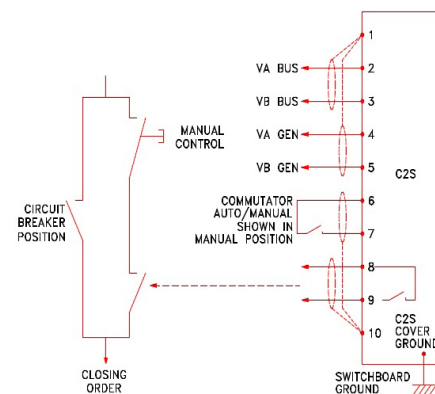 1
VA BUS 2
VB BUS 3
MANUAL
CONTROL
VA GEN 4
VB GEN 5
C2S
CIRCUIT
BREAKER
POSITION
COMMUTATOR
AUTO/MANUAL
SHOWN IN
MANUAL POSITION
6
7
8
9
C2S
COVER
GROUND
10
CLOSING
ORDER
SWITCHBOARD
GROUND